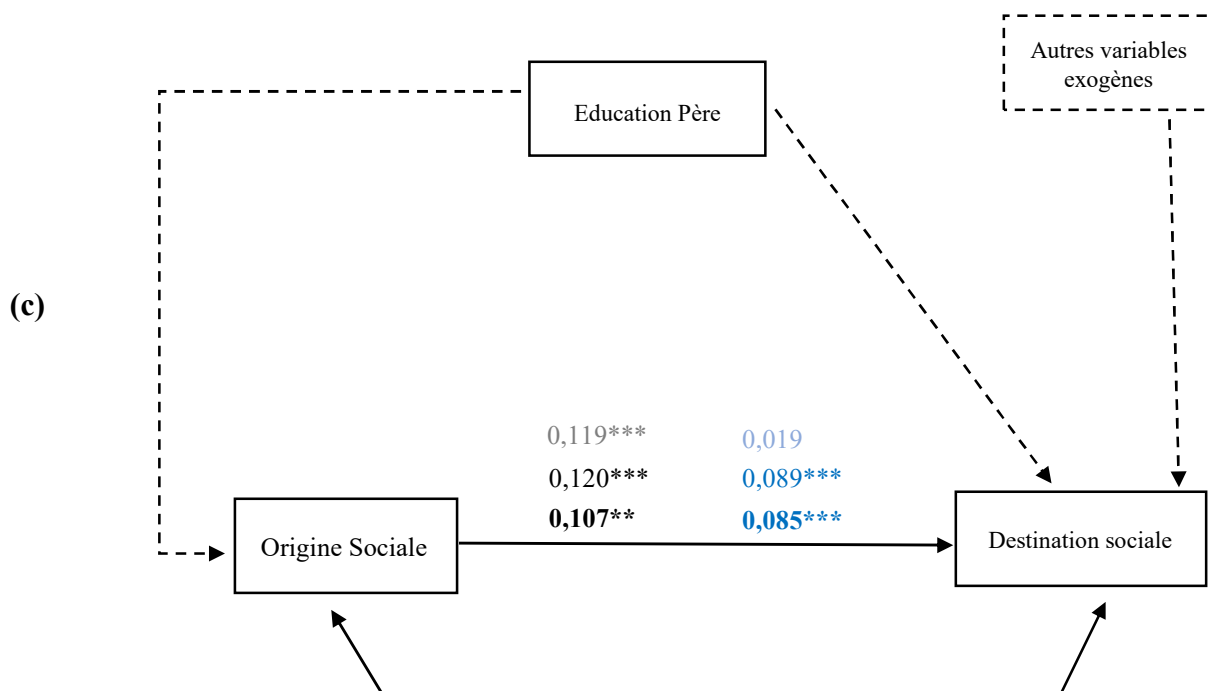 Autres variables
exogènes
Education Père
(c)
0,119*** 0,019
0,120*** 0,089***
0,107** 0,085***
Origine Sociale
Destination sociale